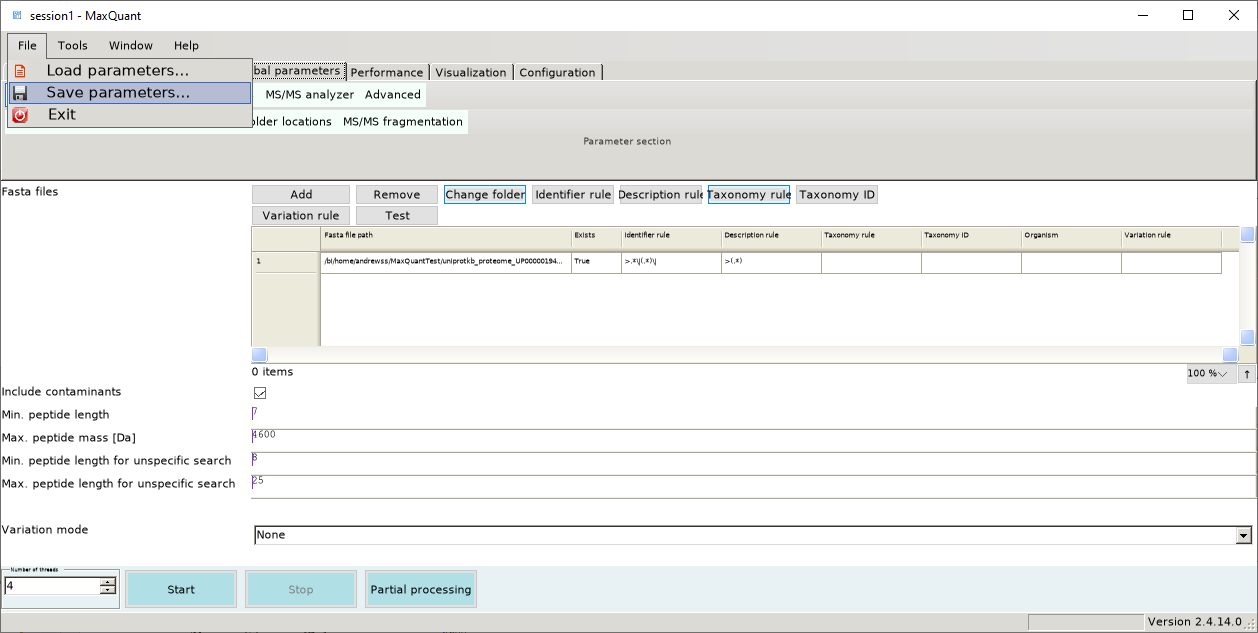 session1 - MaxQuant
File Tools Window Help
Load parameters...
Save parameters...
Exit
bal parameters Performance Visualization Configuration
MS/MS analyzer Advanced
older locations MS/MS fragmentation
Parameter section
Fasta files
Add Remove Change folder Identifier rule Description rule Taxonomy rule Taxonomy ID
Variation rule Test
Fasta file path Exists Identifier rule Description rule Taxonomy rule Taxonomy ID Organism Variation rule
1 /bi/home/andrewss/MaxQuantTest/uniprotkb_proteome_UP00000194... True >.*\|(.*)\| >(.*)
0 items 100 % ↑
Include contaminants
Min. peptide length 7
Max. peptide mass [Da] 4600
Min. peptide length for unspecific search 8
Max. peptide length for unspecific search 25
Variation mode None
Number of threads
4 Start Stop Partial processing
Version 2.4.14.0